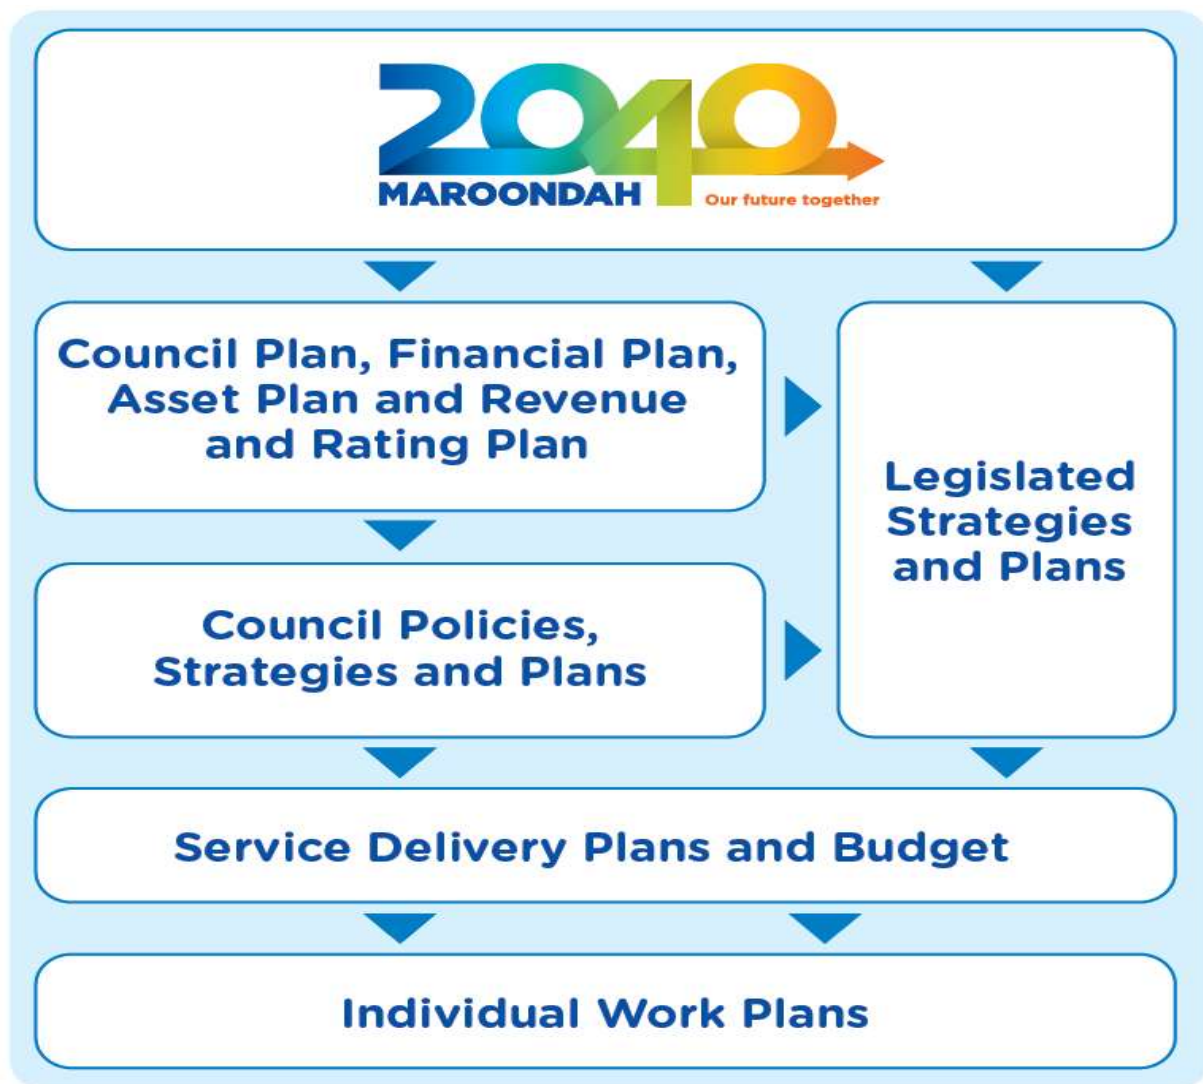 2040
MAROONDAH
Our future together
Council Plan, Financial Plan,
Asset Plan and Revenue
and Rating Plan
Legislated
Strategies
and Plans
Council Policies,
Strategies and Plans
Service Delivery Plans and Budget
Individual Work Plans